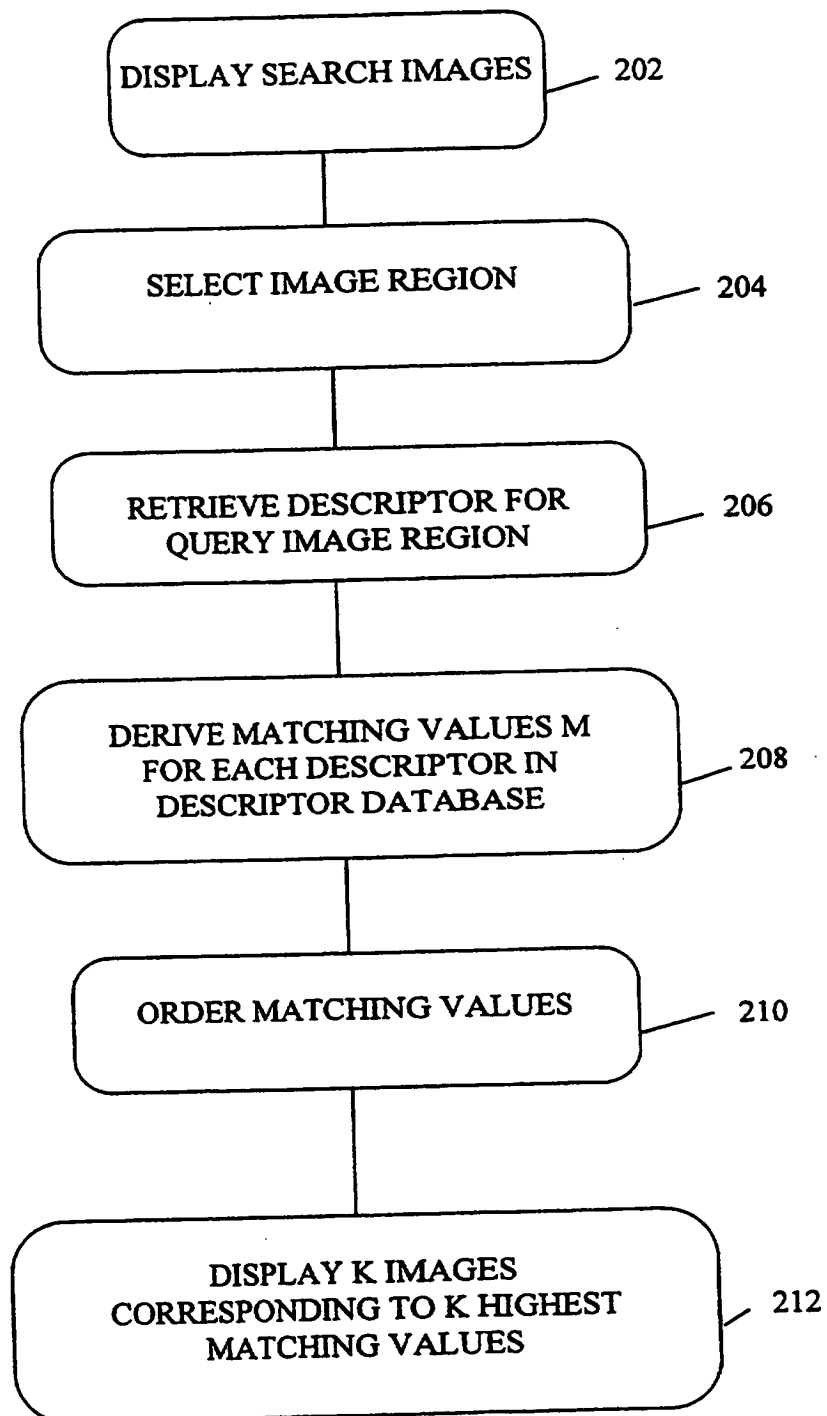 DISPLAY SEARCH IMAGES
202
SELECT IMAGE REGION
204
RETRIEVE DESCRIPTOR FOR
QUERY IMAGE REGION
206
DERIVE MATCHING VALUES M
FOR EACH DESCRIPTOR IN
DESCRIPTOR DATABASE
208
ORDER MATCHING VALUES
210
DISPLAY K IMAGES
CORRESPONDING TO K HIGHEST
MATCHING VALUES
212